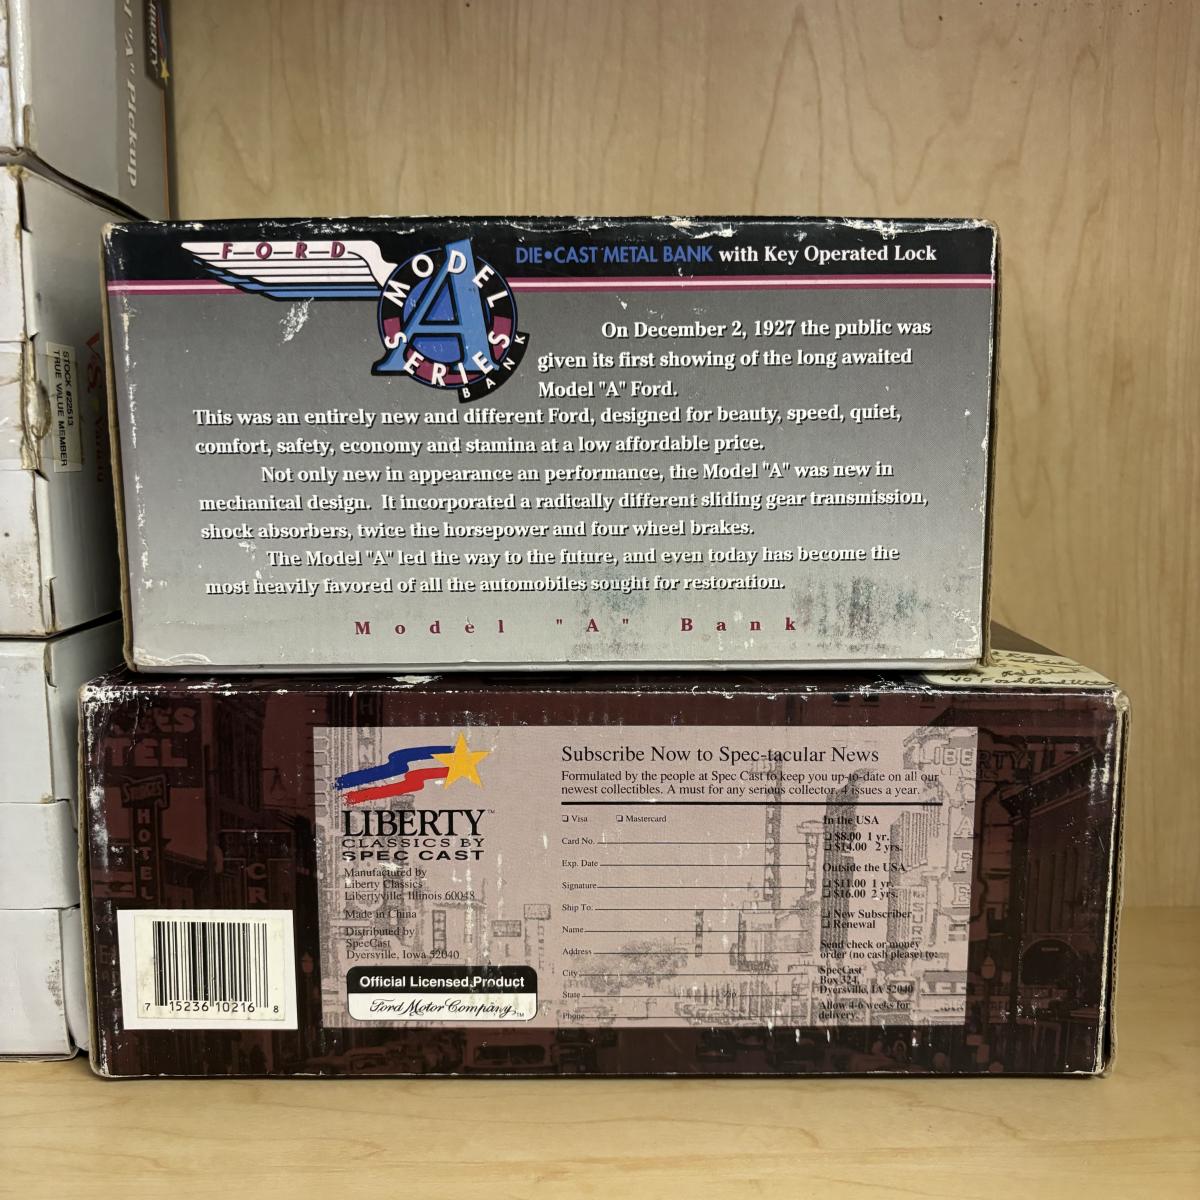 "A" Pickup
LIBERTY
STOCK #22513
TRUE VALUE MEMBER
FORD
MODEL
A
SERIES
BANK
DIE•CAST METAL BANK with Key Operated Lock
On December 2, 1927 the public was
given its first showing of the long awaited
Model "A" Ford.
This was an entirely new and different Ford, designed for beauty, speed, quiet,
comfort, safety, economy and stamina at a low affordable price.
Not only new in appearance an performance, the Model "A" was new in
mechanical design. It incorporated a radically different sliding gear transmission,
shock absorbers, twice the horsepower and four wheel brakes.
The Model "A" led the way to the future, and even today has become the
most heavily favored of all the automobiles sought for restoration.
Model "A" Bank
TEL
HOTEL
LIBERTY™
CLASSICS BY
SPEC CAST
Manufactured by
Liberty Classics
Libertyville, Illinois 60048
Made in China
Distributed by
SpecCast
Dyersville, Iowa 52040
Official Licensed Product
Ford Motor Company™
7 15236 10216 8
Subscribe Now to Spec-tacular News
Formulated by the people at Spec Cast to keep you up-to-date on all our
newest collectibles. A must for any serious collector. 4 issues a year.
Visa Mastercard
Card No.
Exp. Date
Signature
Ship To:
Name
Address
City
State Zip
Phone
In the USA
$8.00 1 yr.
$14.00 2 yrs.
Outside the USA
$11.00 1 yr.
$16.00 2 yrs.
New Subscriber
Renewal
Send check or money
order (no cash please) to:
SpecCast
Box 324,
Dyersville, IA 52040
Allow 4-6 weeks for
delivery.
LIBERTY